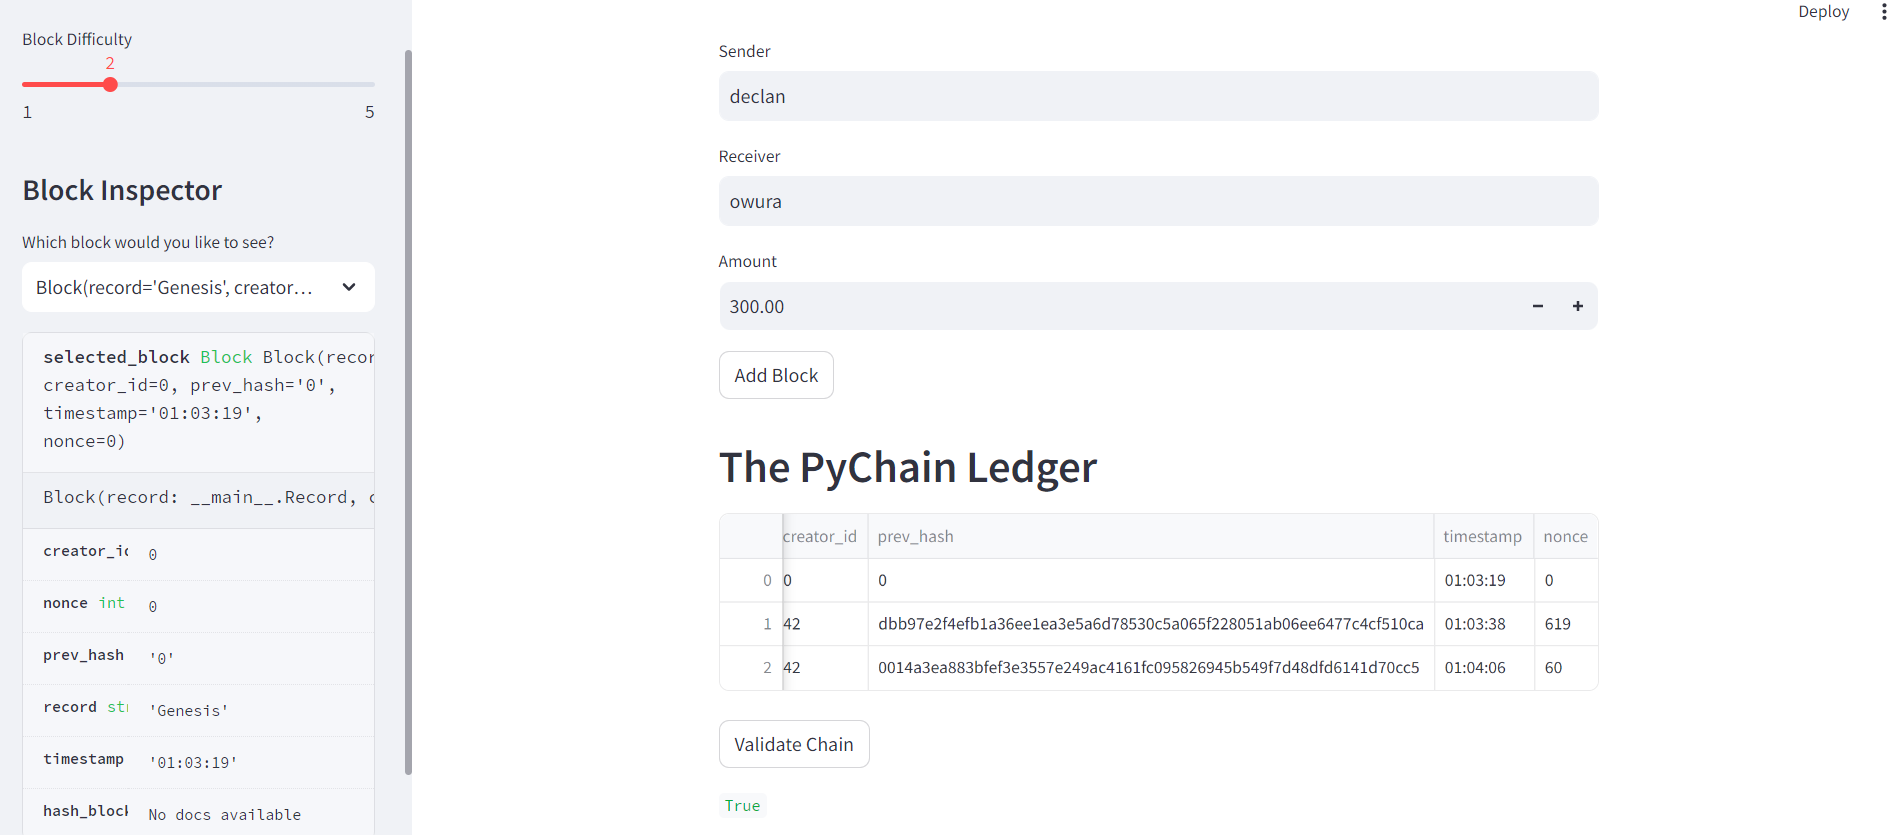 Deploy
Block Difficulty
2
1 5
Block Inspector
Which block would you like to see?
Block(record='Genesis', creator…
selected_block Block Block(recor
creator_id=0, prev_hash='0',
timestamp='01:03:19',
nonce=0)
Block(record: __main__.Record, c
creator_id 0
nonce int 0
prev_hash '0'
record str 'Genesis'
timestamp '01:03:19'
hash_block No docs available
Sender
declan
Receiver
owura
Amount
300.00
Add Block
The PyChain Ledger
creator_id prev_hash timestamp nonce
0 0 0 01:03:19 0
1 42 dbb97e2f4efb1a36ee1ea3e5a6d78530c5a065f228051ab06ee6477c4cf510ca 01:03:38 619
2 42 0014a3ea883bfef3e3557e249ac4161fc095826945b549f7d48dfd6141d70cc5 01:04:06 60
Validate Chain
True